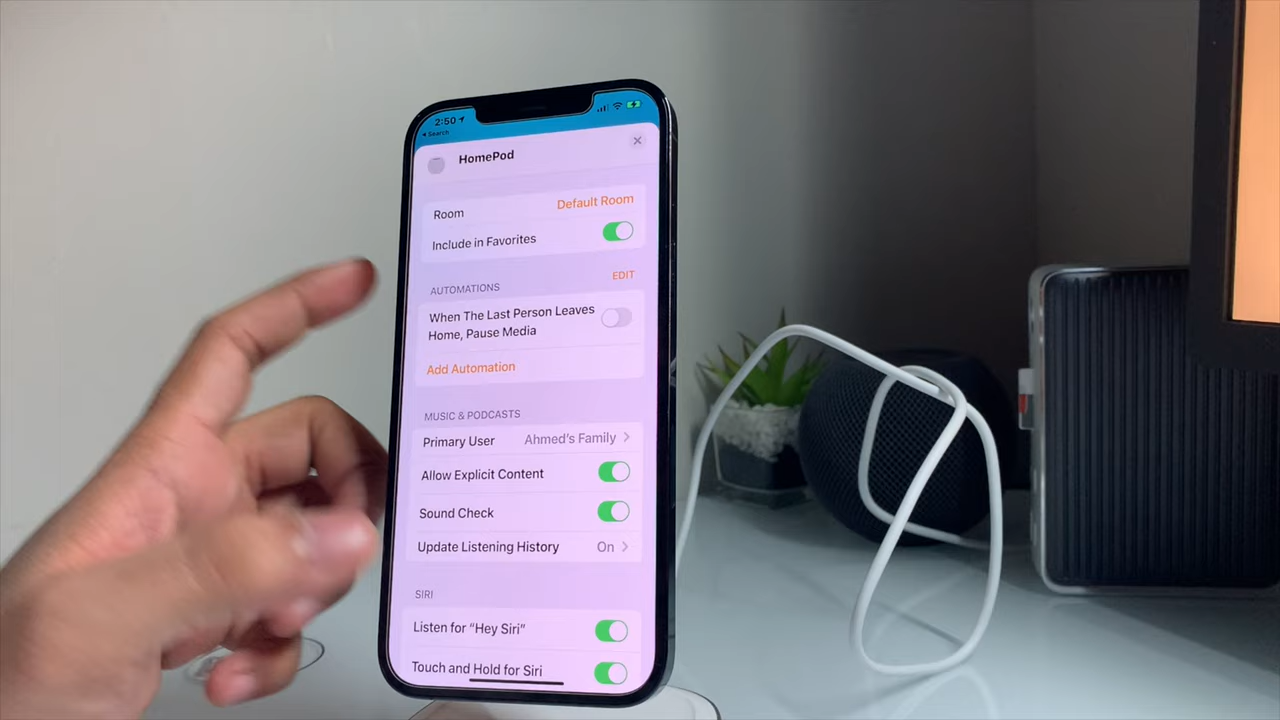 2:50
Search
HomePod
Room Default Room
Include in Favorites
AUTOMATIONS EDIT
When The Last Person Leaves
Home, Pause Media
Add Automation
MUSIC & PODCASTS
Primary User Ahmed's Family
Allow Explicit Content
Sound Check
Update Listening History On
SIRI
Listen for “Hey Siri”
Touch and Hold for Siri